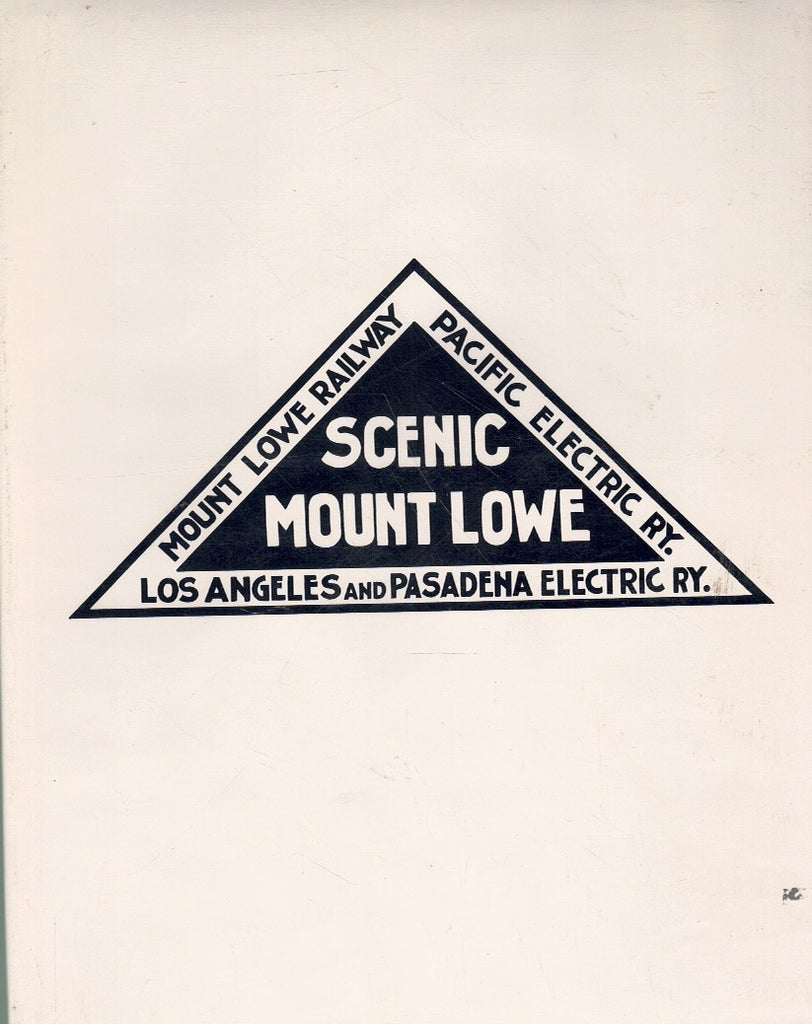 MOUNT LOWE RAILWAY
PACIFIC ELECTRIC RY.
SCENIC
MOUNT LOWE
LOS ANGELES AND PASADENA ELECTRIC RY.